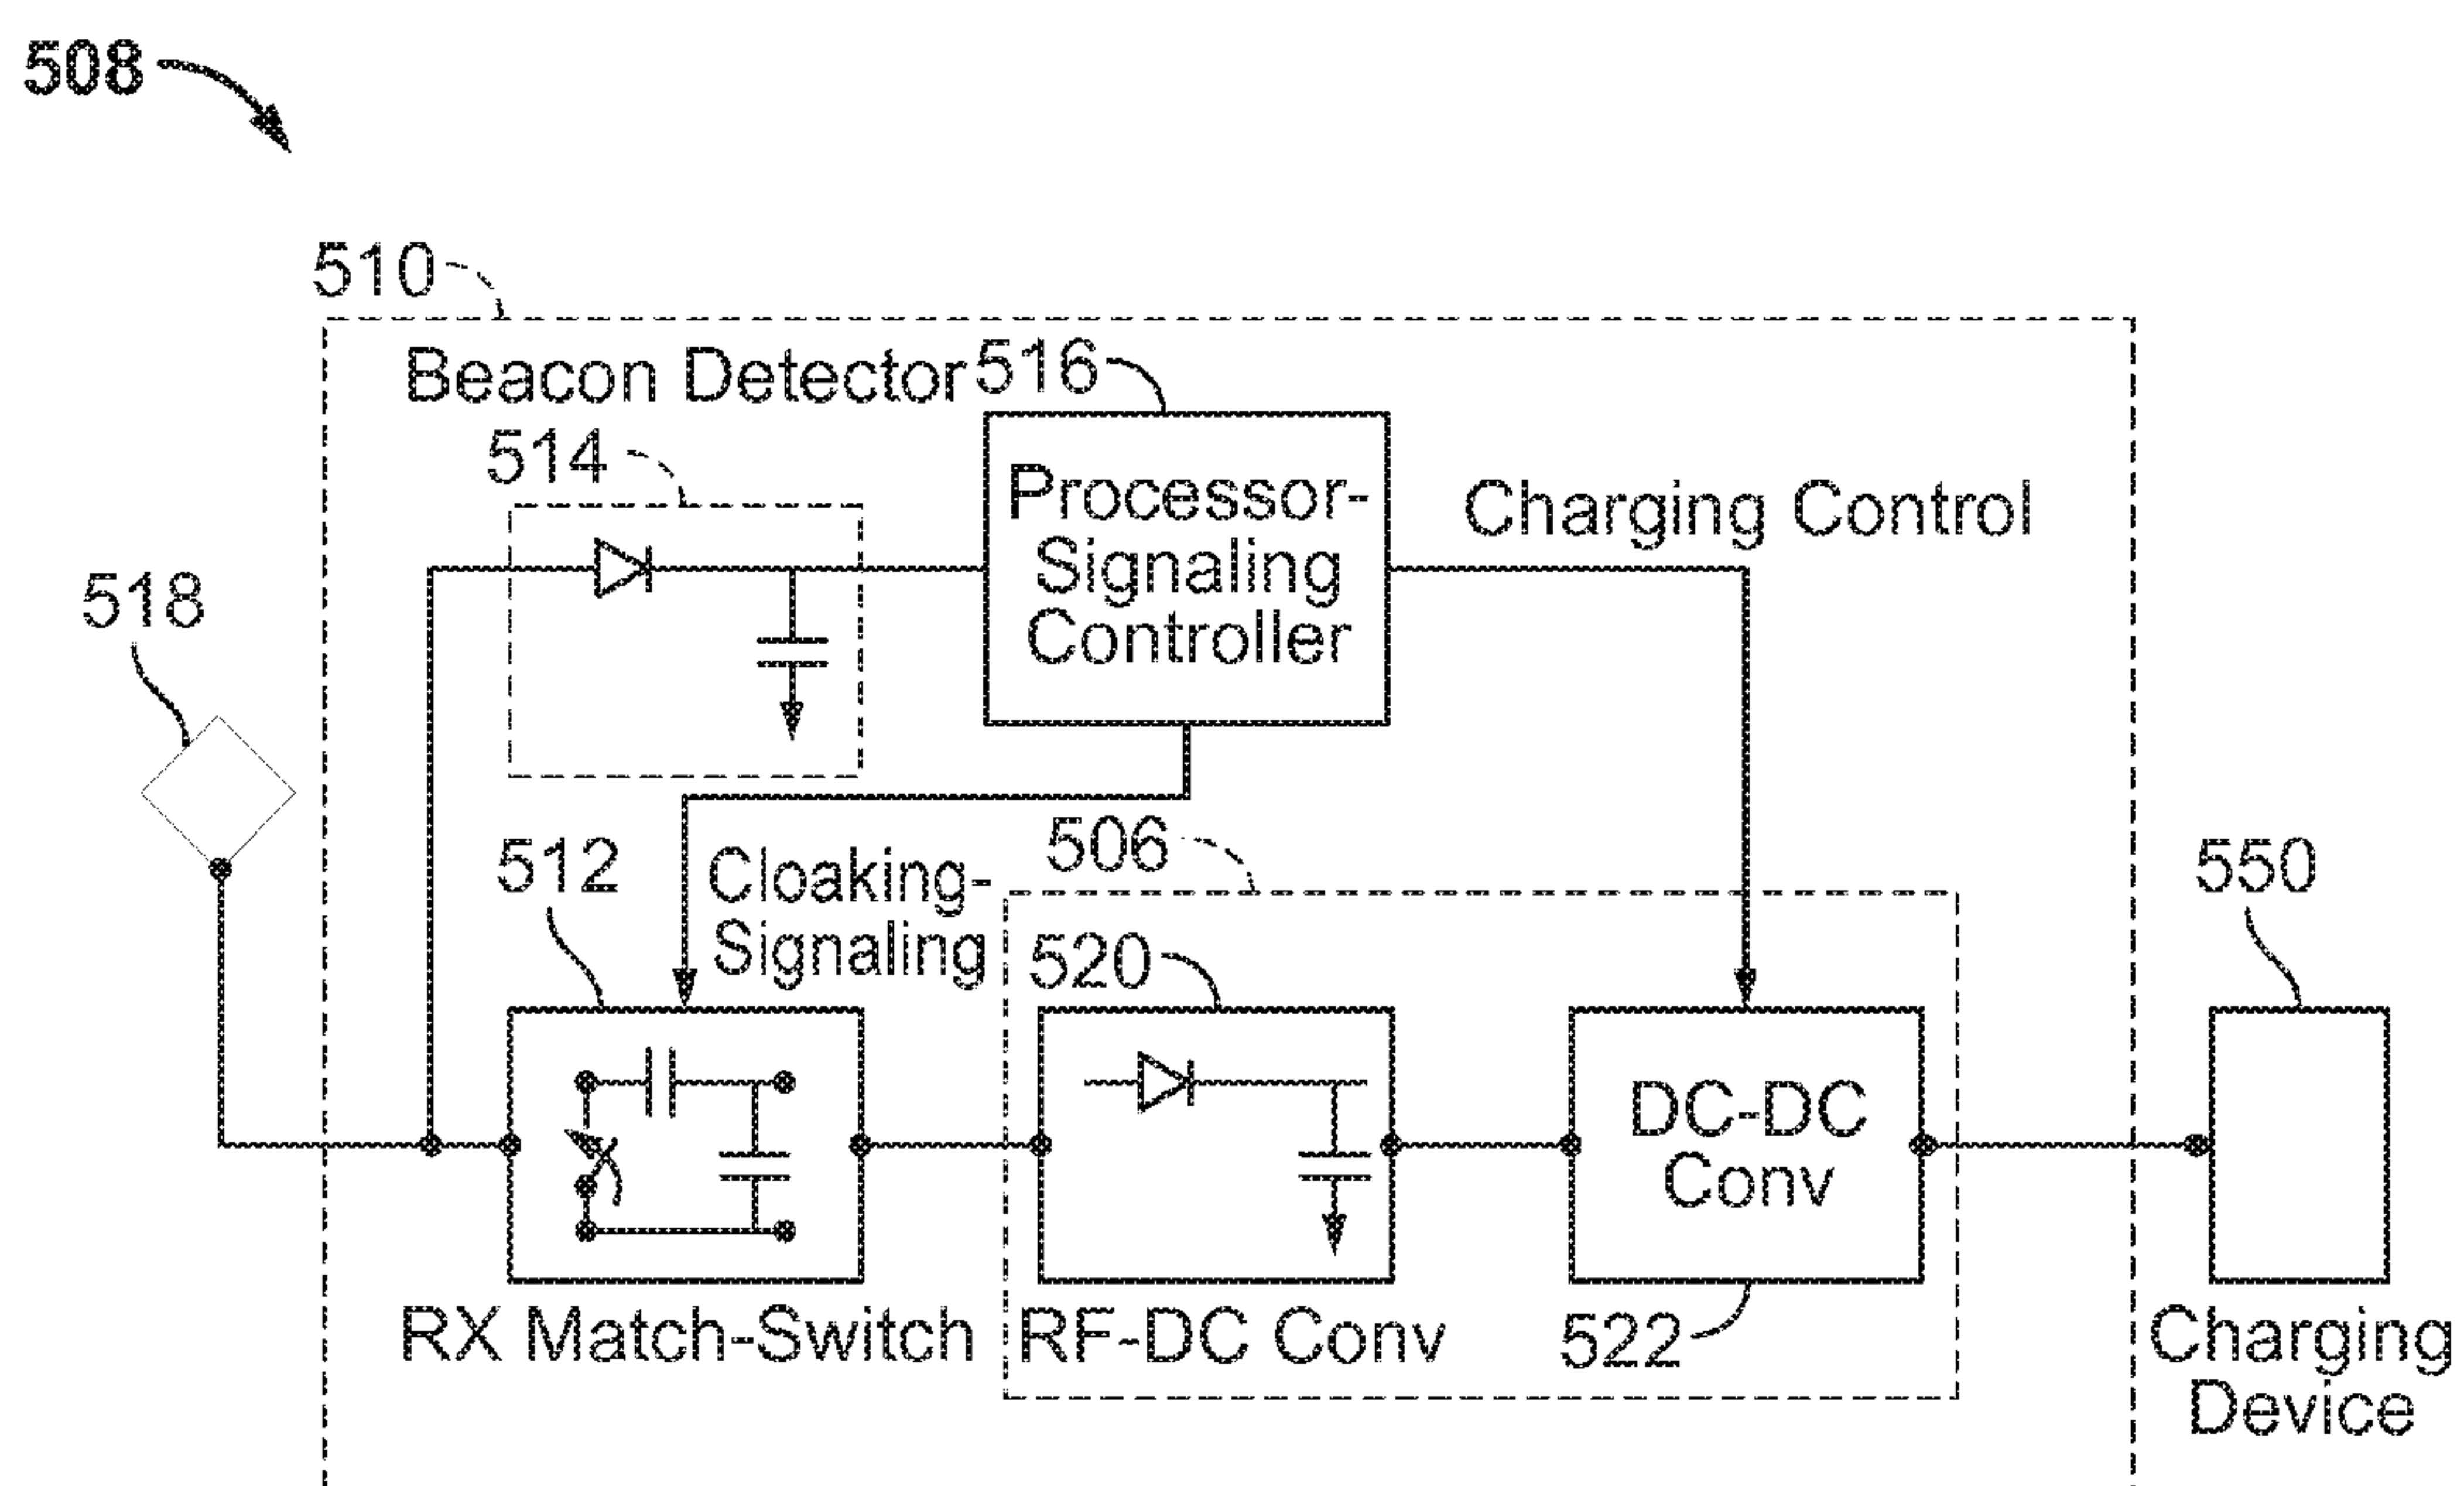 508
510
Beacon Detector
516
514
Processor-
Signaling
Controller
Charging Control
518
512
Cloaking-
Signaling
506
520
550
DC-DC
Conv
RX Match-Switch
RF-DC Conv
522
Charging
Device